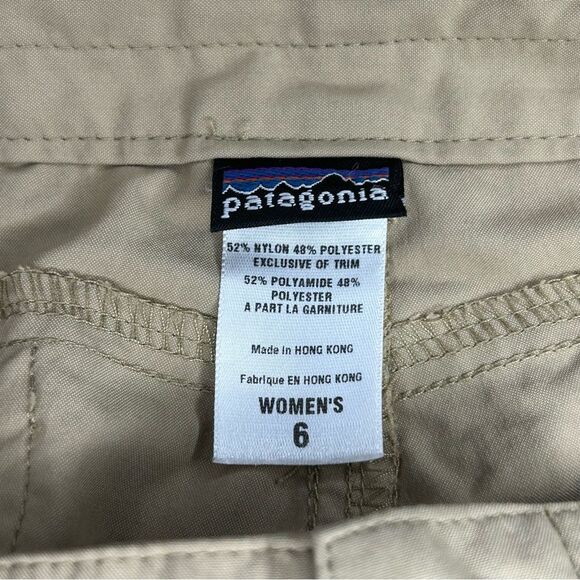 patagonia
52% NYLON 48% POLYESTER
EXCLUSIVE OF TRIM
52% POLYAMIDE 48%
POLYESTER
A PART LA GARNITURE
Made in HONG KONG
Fabrique EN HONG KONG
WOMEN'S
6